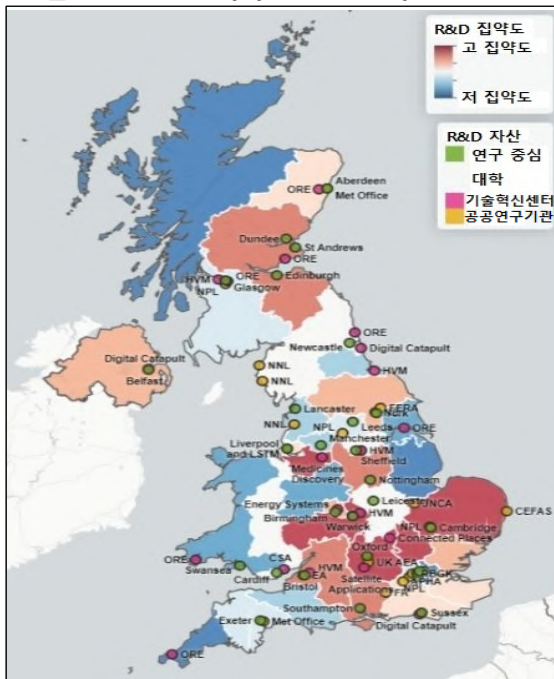 R&D 집약도
고 집약도
저 집약도
R&D 자산
연구 중심
대학
기술혁신센터
공공연구기관
ORE
Aberdeen
Met Office
Dundee
St Andrews
ORE
Edinburgh
HVM
ORE
NPL
Glasgow
ORE
Newcastle
Digital Catapult
HVM
Digital Catapult
Belfast
NNL
NNL
Lancaster
FERA
NNL
NPL
Leeds
ORE
Manchester
Liverpool
and LSTM
HVM
Medicines
Discovery
Sheffield
Nottingham
Leicester
Energy Systems
Birmingham
HVM
Warwick
CEFAS
NPL
Cambridge
Connected Places
Oxford
ORE
Swansea
CSA
Cardiff
HVM
EA
Bristol
UKAEA
Satellite
Applications
NPL
Southampton
Sussex
Exeter
Met Office
Digital Catapult
ORE